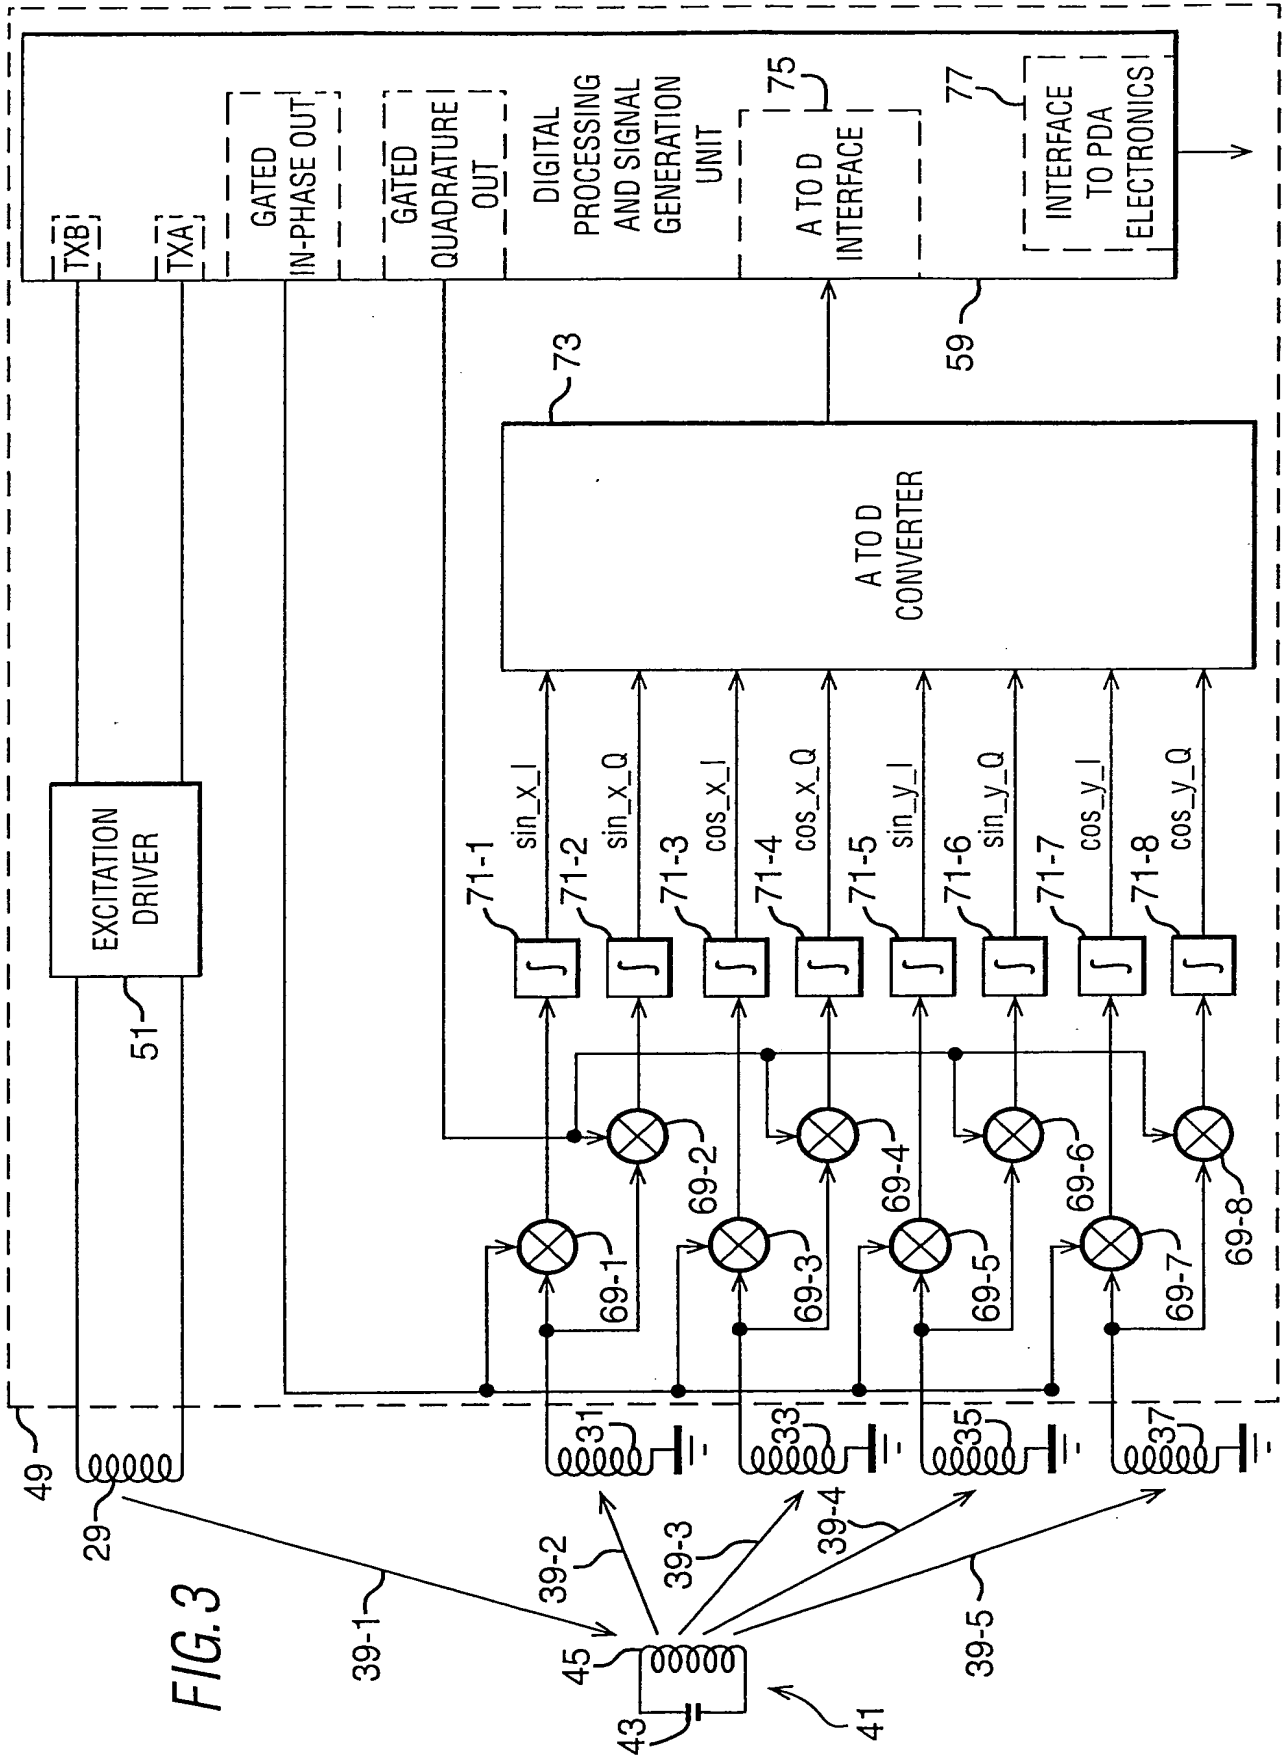 FIG.3
49
29
39-1
39-2
39-3
39-4
39-5
45
43
41
31
33
35
37
51
EXCITATION
DRIVER
TXB
TXA
GATED
IN-PHASE OUT
GATED
QUADRATURE
OUT
DIGITAL
PROCESSING
AND SIGNAL
GENERATION
UNIT
75
A TO D
INTERFACE
77
INTERFACE
TO PDA
ELECTRONICS
59
73
A TO D
CONVERTER
69-1
69-2
69-3
69-4
69-5
69-6
69-7
69-8
71-1
71-2
71-3
71-4
71-5
71-6
71-7
71-8
∫
∫
∫
∫
∫
∫
∫
∫
sin_x_I
sin_x_Q
cos_x_I
cos_x_Q
sin_y_I
sin_y_Q
cos_y_I
cos_y_Q